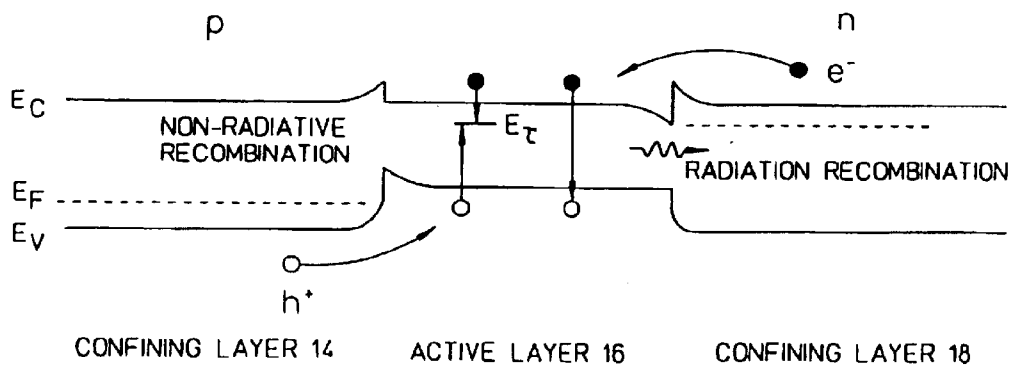 p
n
e⁻
E_C
NON-RADIATIVE
RECOMBINATION
E_τ
RADIATION RECOMBINATION
E_F
E_V
h⁺
CONFINING LAYER 14
ACTIVE LAYER 16
CONFINING LAYER 18